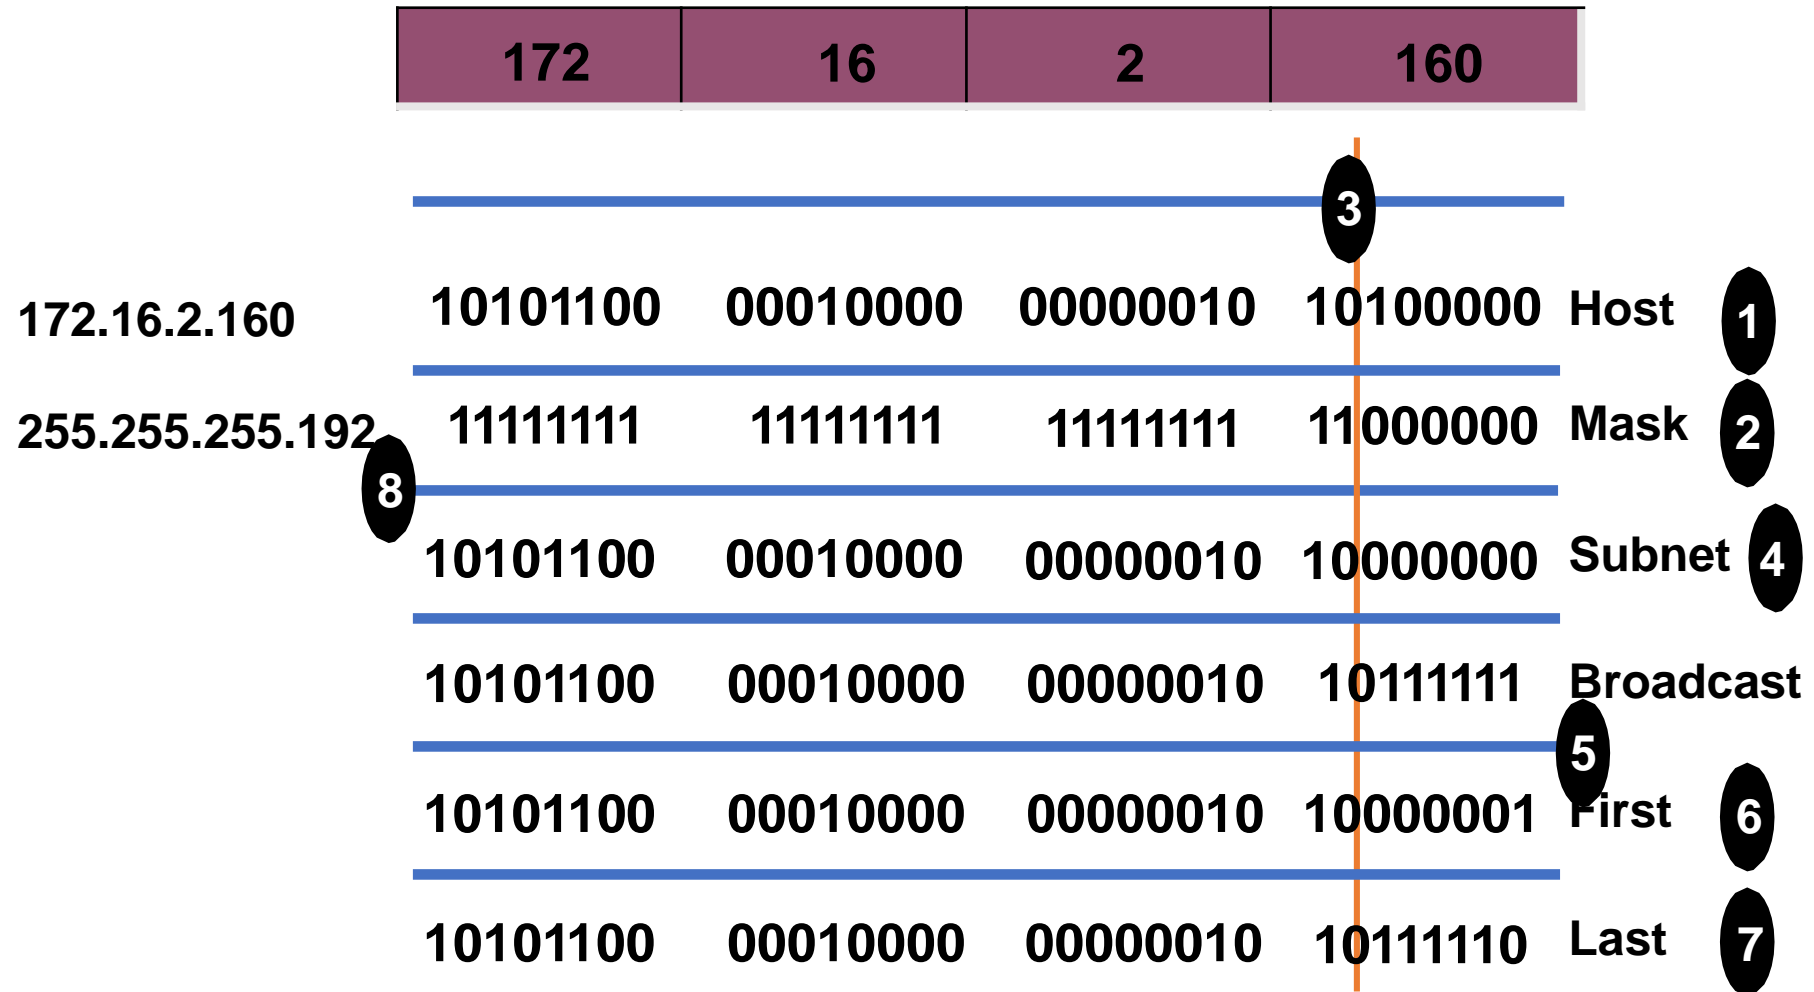 172 16 2 160
3
172.16.2.160 10101100 00010000 00000010 10100000 Host 1
255.255.255.192 11111111 11111111 11111111 11000000 Mask 2
8
10101100 00010000 00000010 10000000 Subnet 4
10101100 00010000 00000010 10111111 Broadcast
5
10101100 00010000 00000010 10000001 First 6
10101100 00010000 00000010 10111110 Last 7